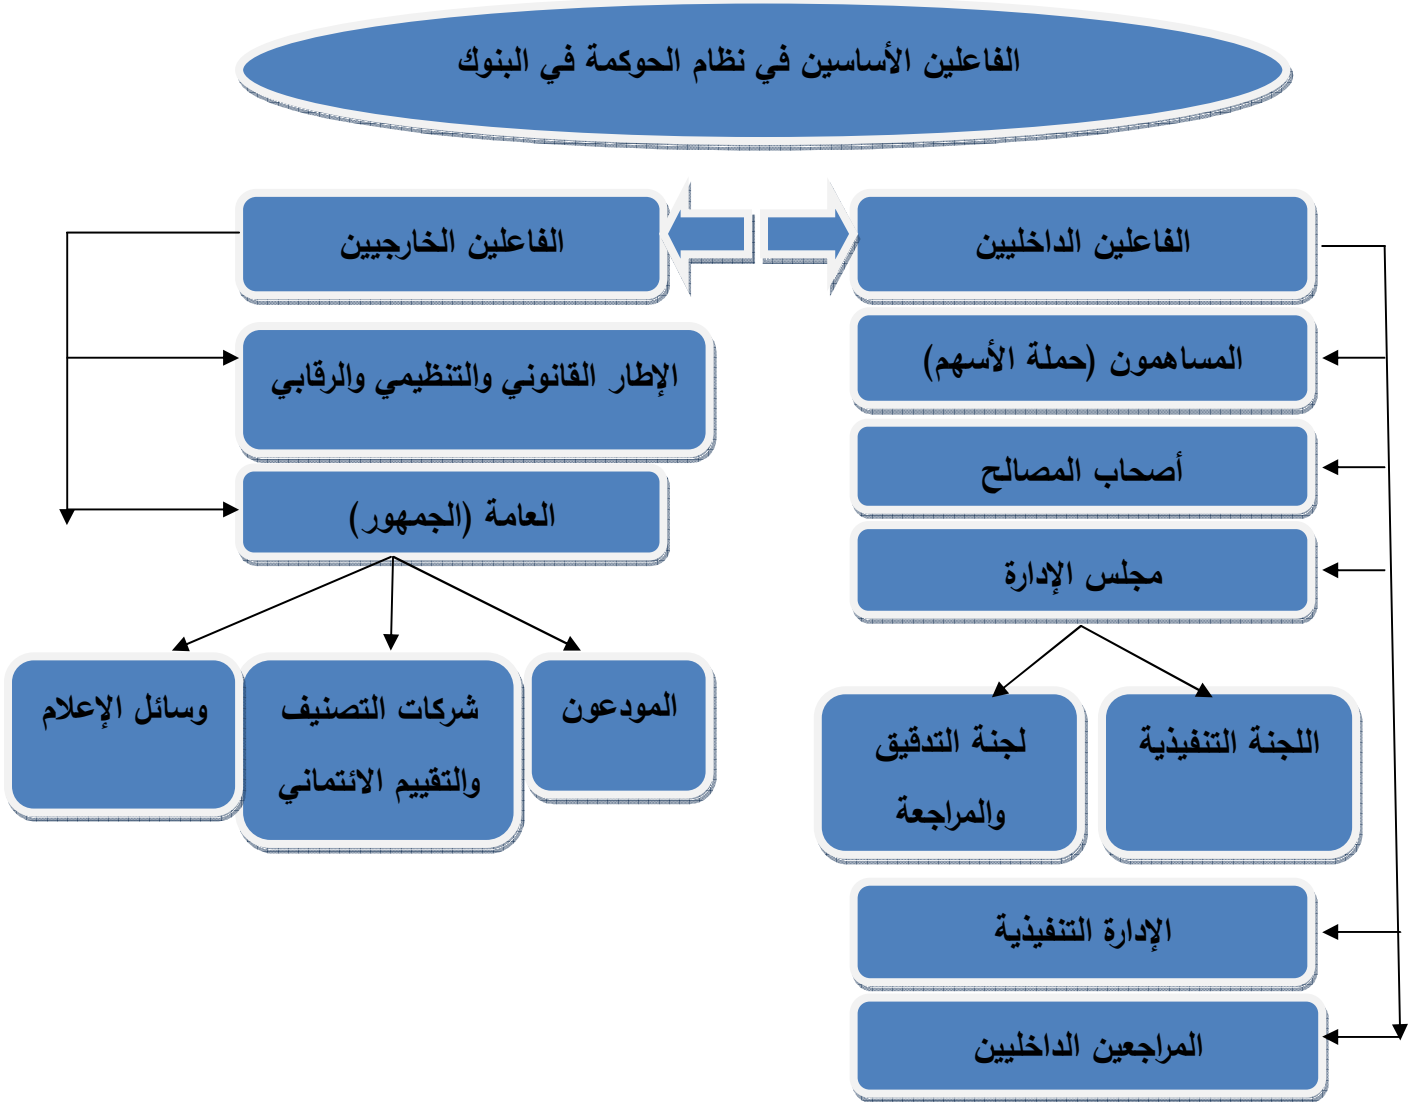 الفاعلين الأساسين في نظام الحوكمة في البنوك
الفاعلين الداخليين
الفاعلين الخارجيين
المساهمون (حملة الأسهم)
أصحاب المصالح
مجلس الإدارة
اللجنة التنفيذية
لجنة التدقيق
والمراجعة
الإدارة التنفيذية
المراجعين الداخليين
الإطار القانوني والتنظيمي والرقابي
العامة (الجمهور)
المودعون
شركات التصنيف
والتقييم الائتماني
وسائل الإعلام